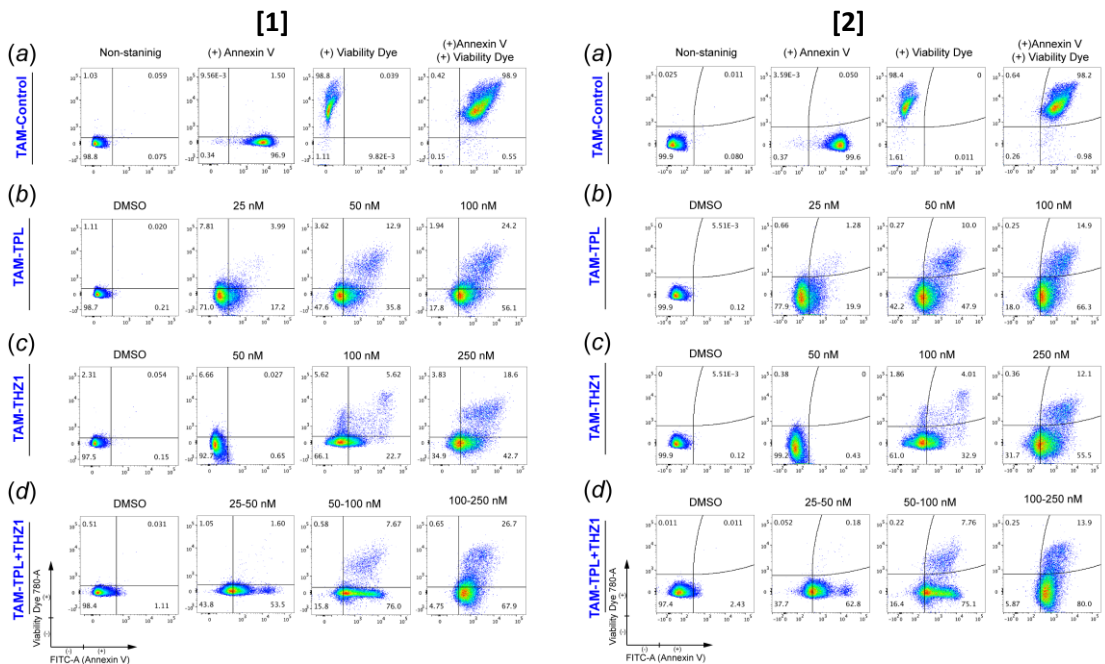 [1]
(a)
TAM-Control
Non-staninig
(+) Annexin V
(+) Viability Dye
(+)Annexin V
(+) Viability Dye
1.03 0.059
98.8 0.075
9.56E-3 1.50
0.34 96.9
98.8 0.039
1.11 9.82E-3
0.42 98.9
0.15 0.55
(b)
TAM-TPL
DMSO 25 nM 50 nM 100 nM
1.11 0.020
98.7 0.21
7.81 3.99
71.0 17.2
3.62 12.9
47.6 35.8
1.94 24.2
17.8 56.1
(c)
TAM-THZ1
DMSO 50 nM 100 nM 250 nM
2.31 0.054
97.5 0.15
6.66 0.027
92.7 0.65
5.62 5.62
66.1 22.7
3.83 18.6
34.9 42.7
(d)
TAM-TPL+THZ1
DMSO 25-50 nM 50-100 nM 100-250 nM
0.51 0.031
98.4 1.11
1.05 1.60
43.8 53.5
0.58 7.67
15.8 76.0
0.65 26.7
4.75 67.9
Viability Dye 780-A
(-) (+)
(-) (+)
FITC-A (Annexin V)
[2]
(a)
TAM-Control
Non-staninig
(+) Annexin V
(+) Viability Dye
(+)Annexin V
(+) Viability Dye
0.025 0.011
99.9 0.080
3.59E-3 0.050
0.37 99.6
98.4 0
1.61 0.011
0.64 98.2
0.26 0.98
(b)
TAM-TPL
DMSO 25 nM 50 nM 100 nM
0 5.51E-3
99.9 0.12
0.66 1.28
77.9 19.9
0.27 10.0
42.2 47.9
0.25 14.9
18.0 66.3
(c)
TAM-THZ1
DMSO 50 nM 100 nM 250 nM
0 5.51E-3
99.9 0.12
0.38 0
99.2 0.43
1.86 4.01
61.0 32.9
0.36 12.1
31.7 55.5
(d)
TAM-TPL+THZ1
DMSO 25-50 nM 50-100 nM 100-250 nM
0.011 0.011
97.4 2.43
0.052 0.18
37.7 62.8
0.22 7.76
16.4 75.1
0.25 13.9
5.87 80.0
Viability Dye 780-A
(-) (+)
(-) (+)
FITC-A (Annexin V)